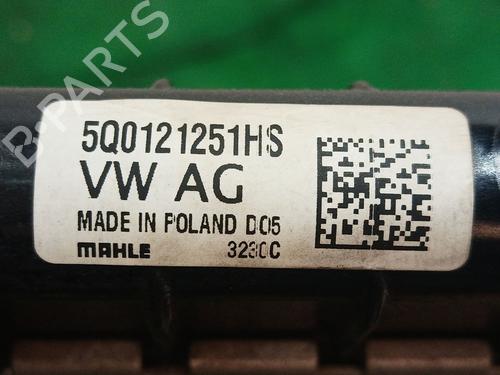 B-PARTS
5Q0121251HS
VW AG
MADE IN POLAND D05
MAHLE 3230C